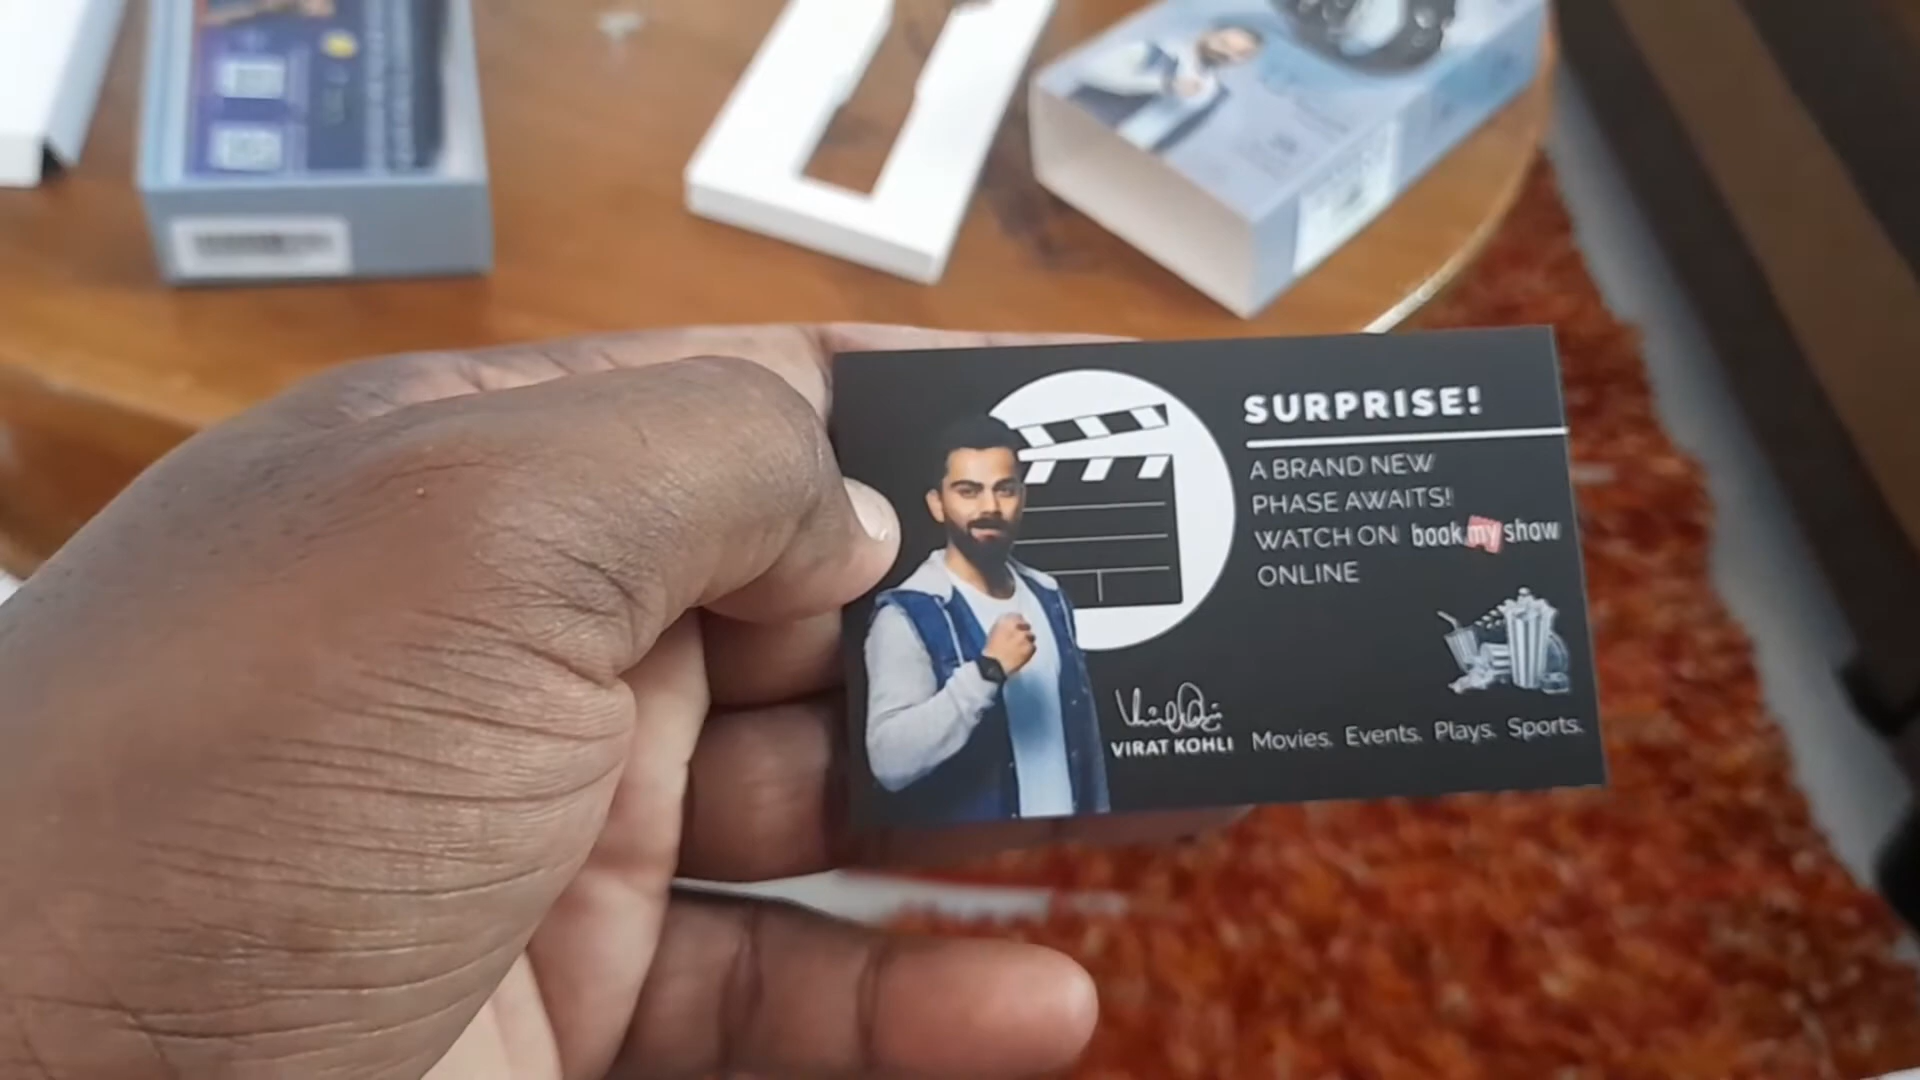 SURPRISE!
A BRAND NEW
PHASE AWAITS!
WATCH ON book my show
ONLINE
VIRAT KOHLI
Movies. Events. Plays. Sports.